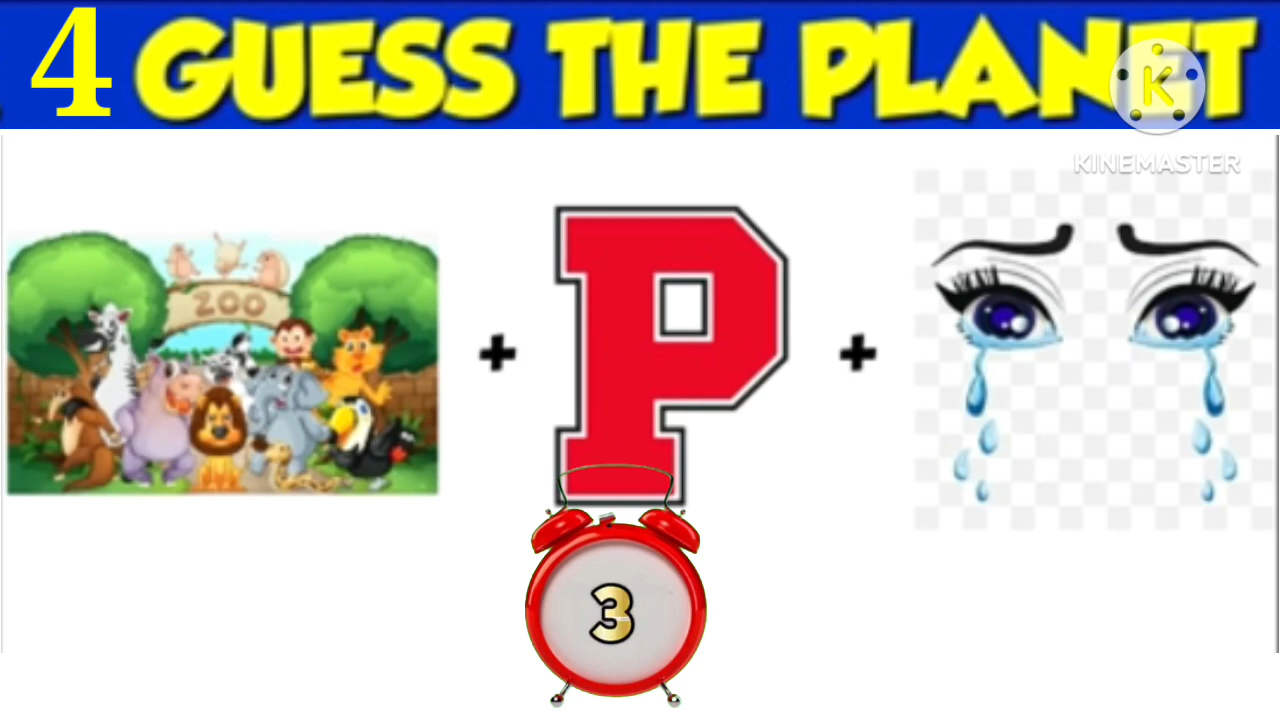 4 GUESS THE PLANET
KINEMASTER
ZOO
+ P +
3